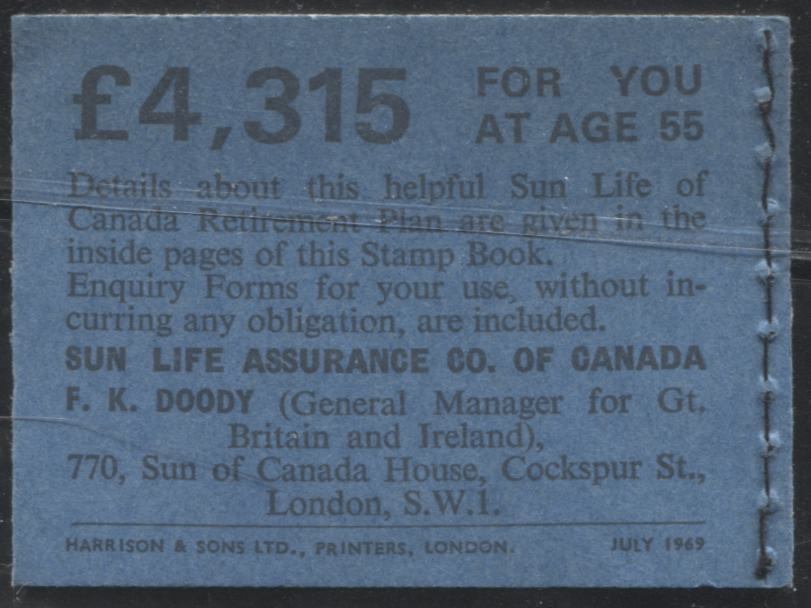 £4,315 FOR YOU
AT AGE 55
Details about this helpful Sun Life of
Canada Retirement Plan are given in the
inside pages of this Stamp Book.
Enquiry Forms for your use, without in-
curring any obligation, are included.
SUN LIFE ASSURANCE CO. OF CANADA
F. K. DOODY (General Manager for Gt.
Britain and Ireland),
770, Sun of Canada House, Cockspur St.,
London, S.W.1.
HARRISON & SONS LTD., PRINTERS, LONDON. JULY 1969